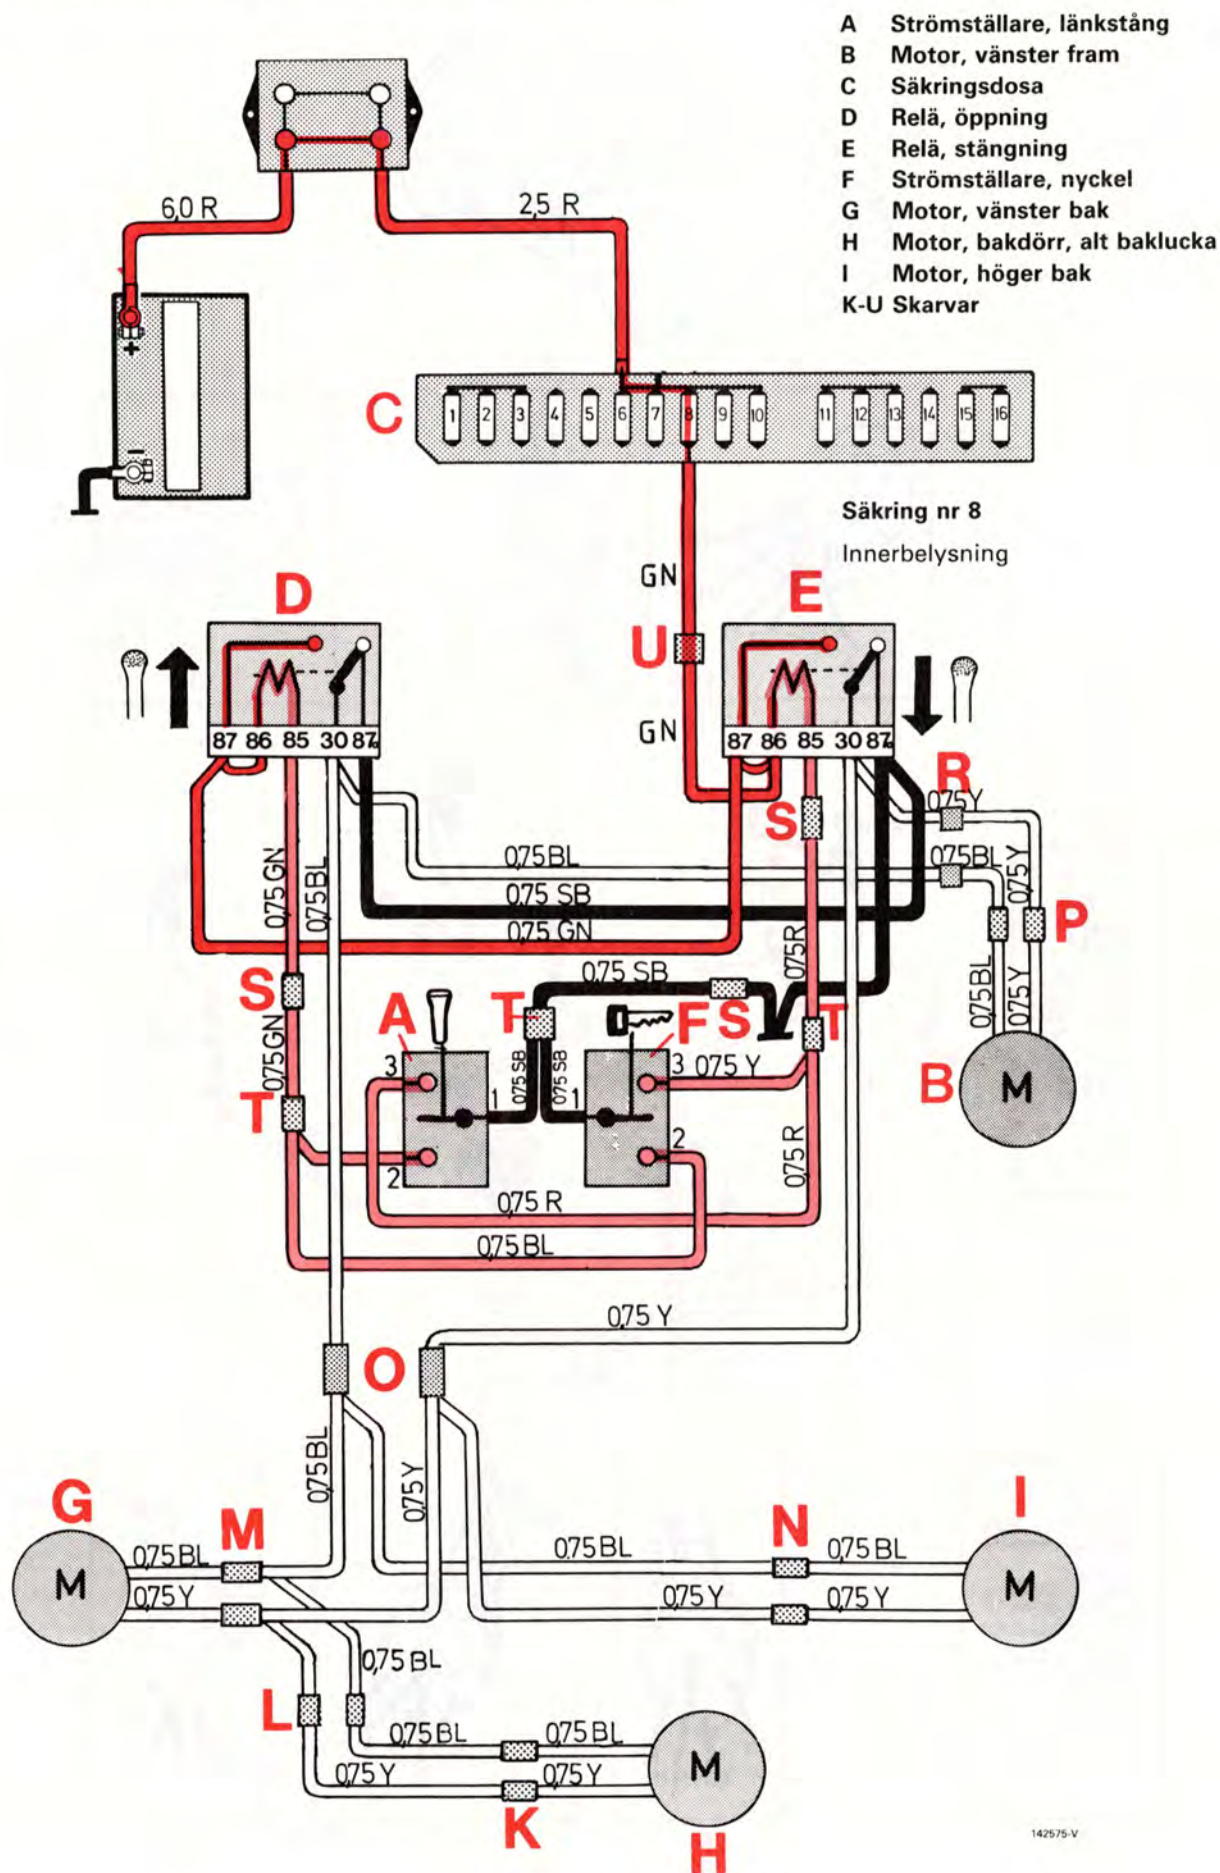 A Strömställare, länkstång
B Motor, vänster fram
C Säkringsdosa
D Relä, öppning
E Relä, stängning
F Strömställare, nyckel
G Motor, vänster bak
H Motor, bakdörr, alt baklucka
I Motor, höger bak
K-U Skarvar
6,0 R
2,5 R
+
−
C
1 2 3 4 5 6 7 8 9 10 11 12 13 14 15 16
Säkring nr 8
Innerbelysning
GN
D
E
U
87 86 85 30 87a
GN
87 86 85 30 87a
R
0,75 Y
S
0,75 BL
0,75 BL
0,75 GN
0,75 BL
0,75 SB
0,75 Y
0,75 GN
P
0,75 R
S
0,75 SB
0,75 BL
0,75 Y
A
T
F
S
T
0,75 GN
3
0,75 SB
0,75 SB
3
0,75 Y
B
M
T
1
1
2
2
0,75 R
0,75 R
0,75 BL
0,75 Y
O
0,75 BL
0,75 Y
G
M
N
I
0,75 BL
0,75 BL
0,75 BL
M
M
0,75 Y
0,75 Y
0,75 Y
0,75 BL
L
0,75 BL
0,75 BL
M
0,75 Y
0,75 Y
K
H
142575-V